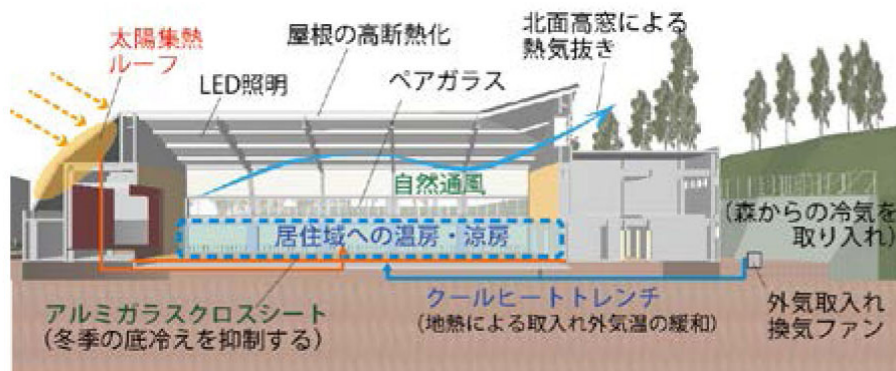 太陽集熱
ルーフ
屋根の高断熱化
北面高窓による
熱気抜き
LED照明
ペアガラス
自然通風
居住域への温房・涼房
(森からの冷気を
取り入れ)
アルミガラスクロスシート
(冬季の底冷えを抑制する)
クールヒートトレンチ
(地熱による取入れ外気温の緩和)
外気取入れ
換気ファン